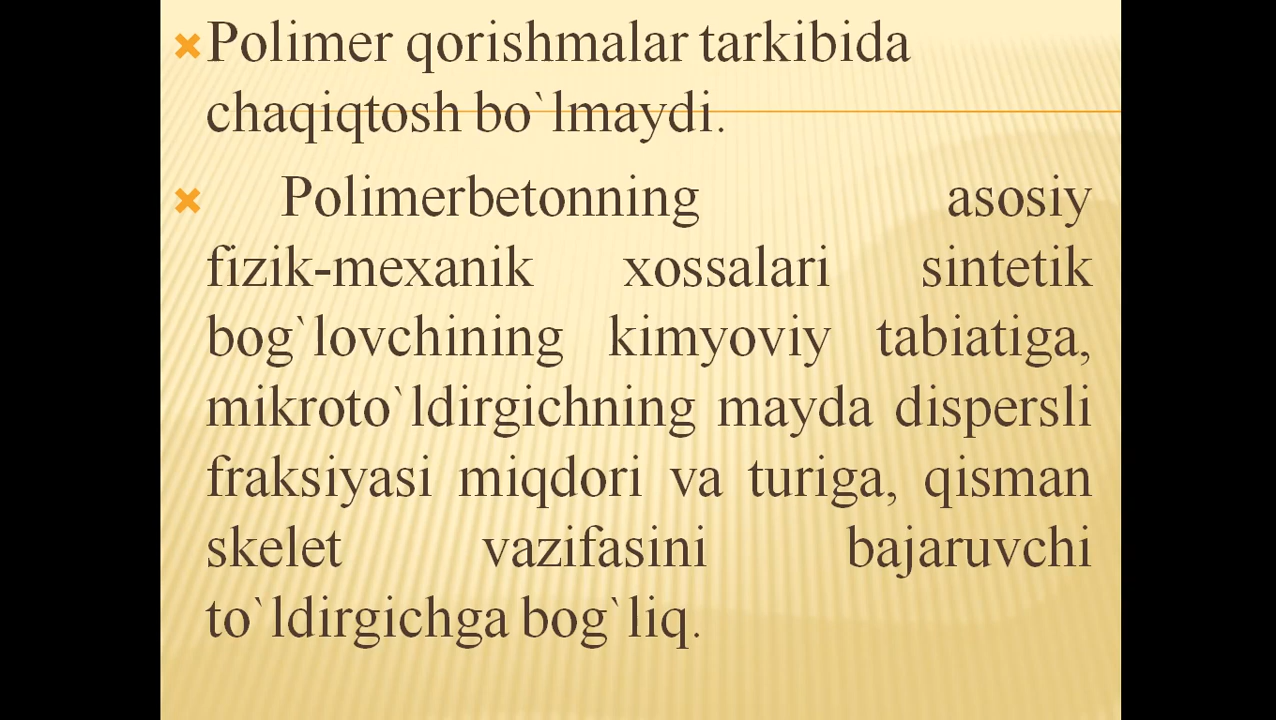 Polimer qorishmalar tarkibida
chaqiqtosh bo`lmaydi.
Polimerbetonning asosiy
fizik-mexanik xossalari sintetik
bog`lovchining kimyoviy tabiatiga,
mikroto`ldirgichning mayda dispersli
fraksiyasi miqdori va turiga, qisman
skelet vazifasini bajaruvchi
to`ldirgichga bog`liq.